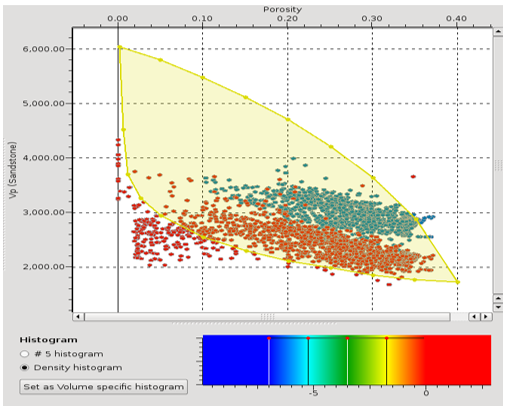 Porosity
0.00 0.10 0.20 0.30 0.40
6,000.00
5,000.00
4,000.00
3,000.00
2,000.00
Vp (Sandstone)
Histogram
# 5 histogram
Density histogram
Set as Volume specific histogram
-5 0